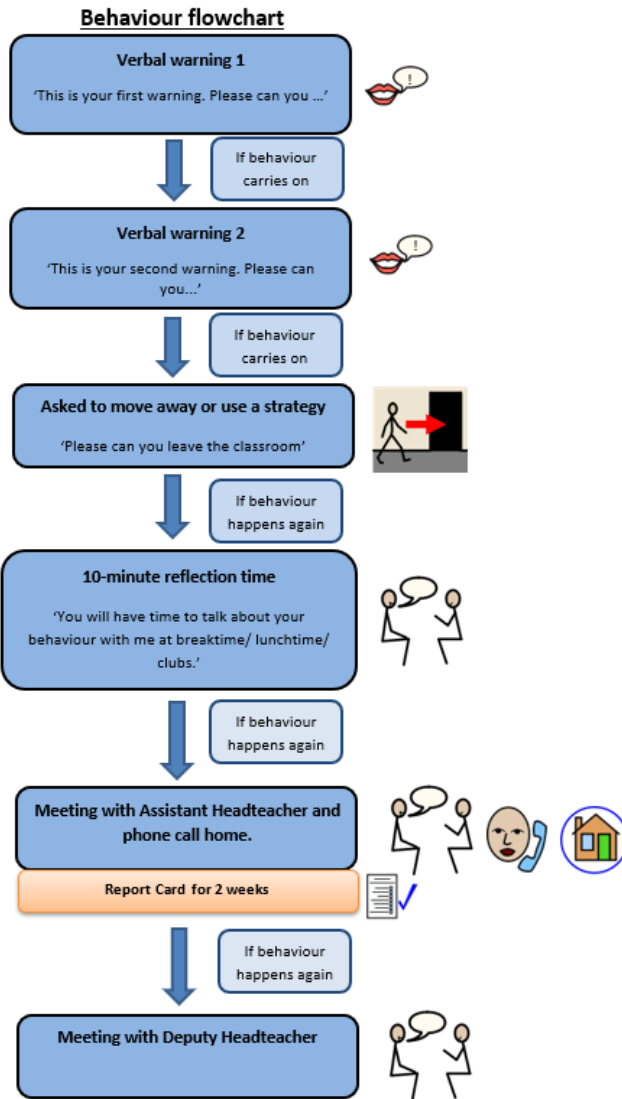 Behaviour flowchart
Verbal warning 1
‘This is your first warning. Please can you …’
!
If behaviour
carries on
Verbal warning 2
‘This is your second warning. Please can
you...’
!
If behaviour
carries on
Asked to move away or use a strategy
‘Please can you leave the classroom’
If behaviour
happens again
10-minute reflection time
‘You will have time to talk about your
behaviour with me at breaktime/ lunchtime/
clubs.’
If behaviour
happens again
Meeting with Assistant Headteacher and
phone call home.
Report Card for 2 weeks
If behaviour
happens again
Meeting with Deputy Headteacher